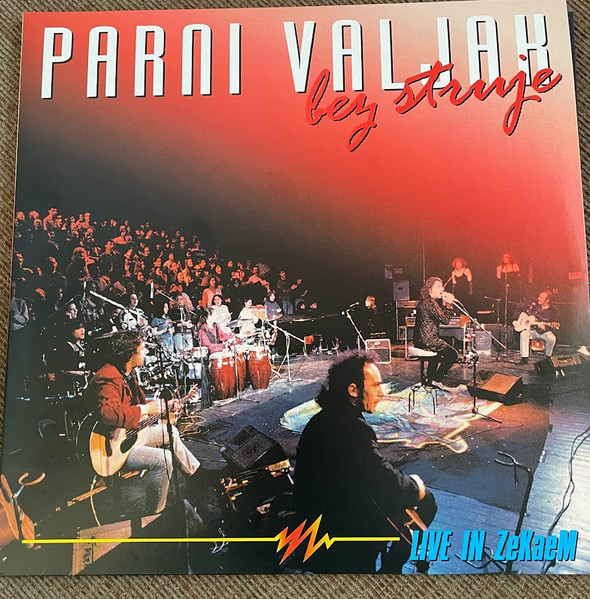 PARNI VALJAK
bez struje
LIVE IN ZeKaeM